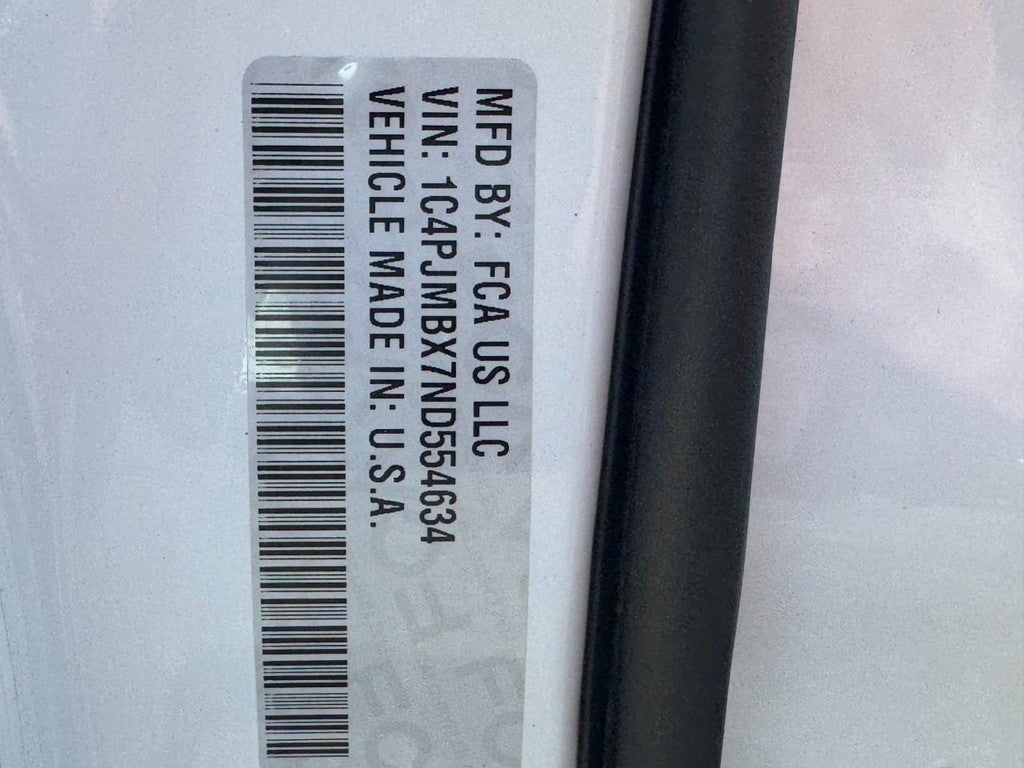 MFD BY: FCA US LLC
VIN: 1C4PJMBX7ND554634
VEHICLE MADE IN: U.S.A.